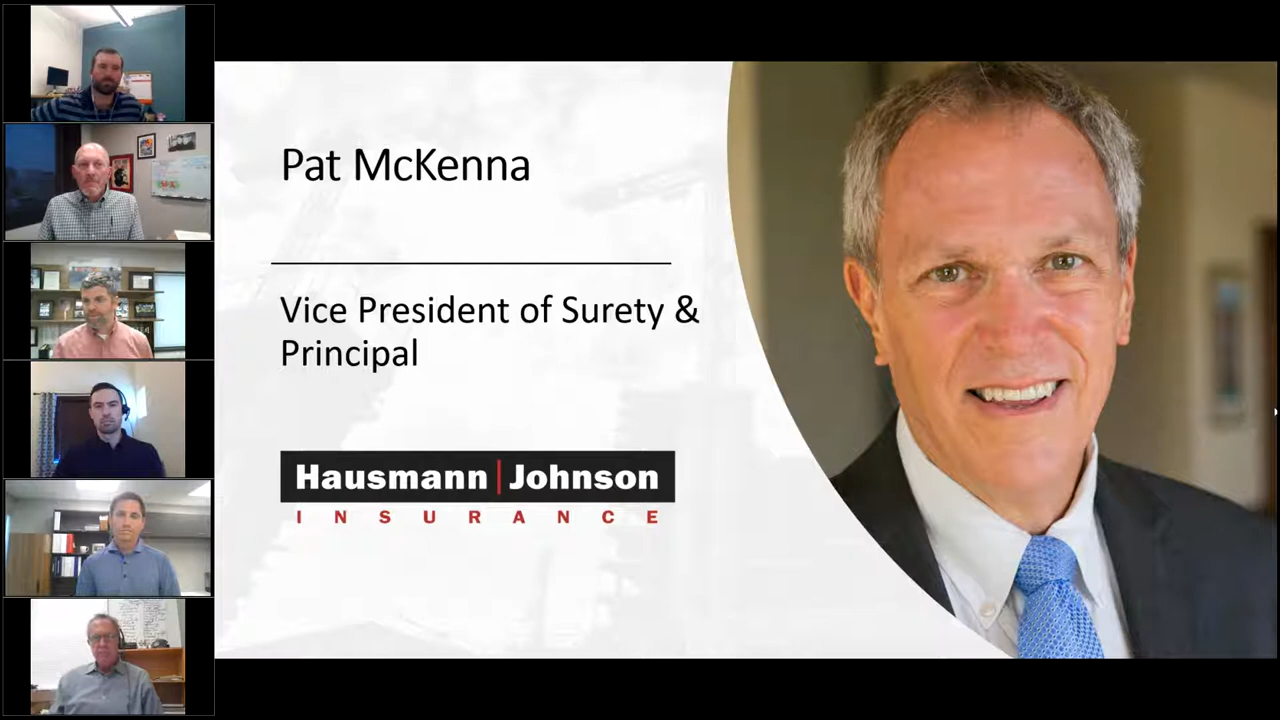 Pat McKenna
Vice President of Surety &
Principal
Hausmann Johnson
INSURANCE